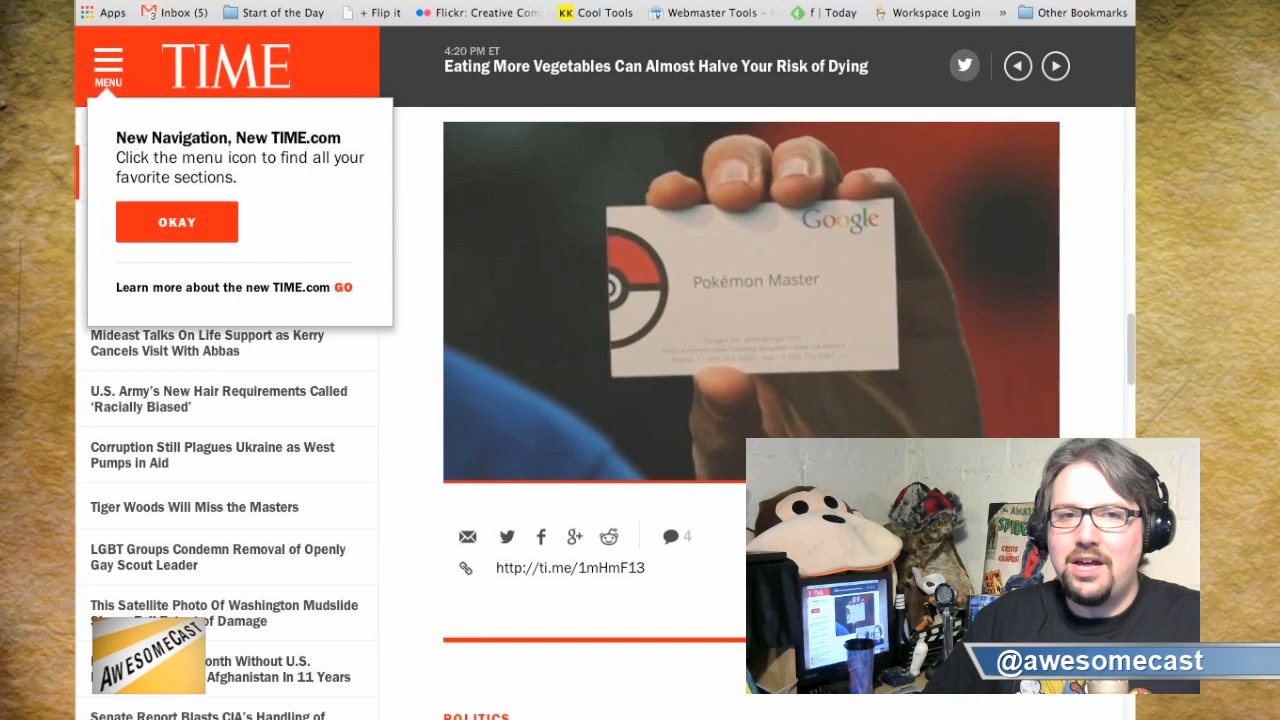 Apps
Inbox (5)
Start of the Day
+ Flip it
Flickr: Creative Com
KK Cool Tools
Webmaster Tools -
f | Today
Workspace Login
»
Other Bookmarks
MENU
TIME
4:20 PM ET
Eating More Vegetables Can Almost Halve Your Risk of Dying
New Navigation, New TIME.com
Click the menu icon to find all your
favorite sections.
OKAY
Learn more about the new TIME.com GO
Mideast Talks On Life Support as Kerry
Cancels Visit With Abbas
U.S. Army's New Hair Requirements Called
‘Racially Biased’
Corruption Still Plagues Ukraine as West
Pumps in Aid
Tiger Woods Will Miss the Masters
LGBT Groups Condemn Removal of Openly
Gay Scout Leader
This Satellite Photo Of Washington Mudslide
of Damage
onth Without U.S.
Afghanistan In 11 Years
Senate Report Blasts CIA's Handling of
Google
Pokémon Master
4
http://ti.me/1mHmF13
POLITICS
AWESOMECAST
TIME
@awesomecast